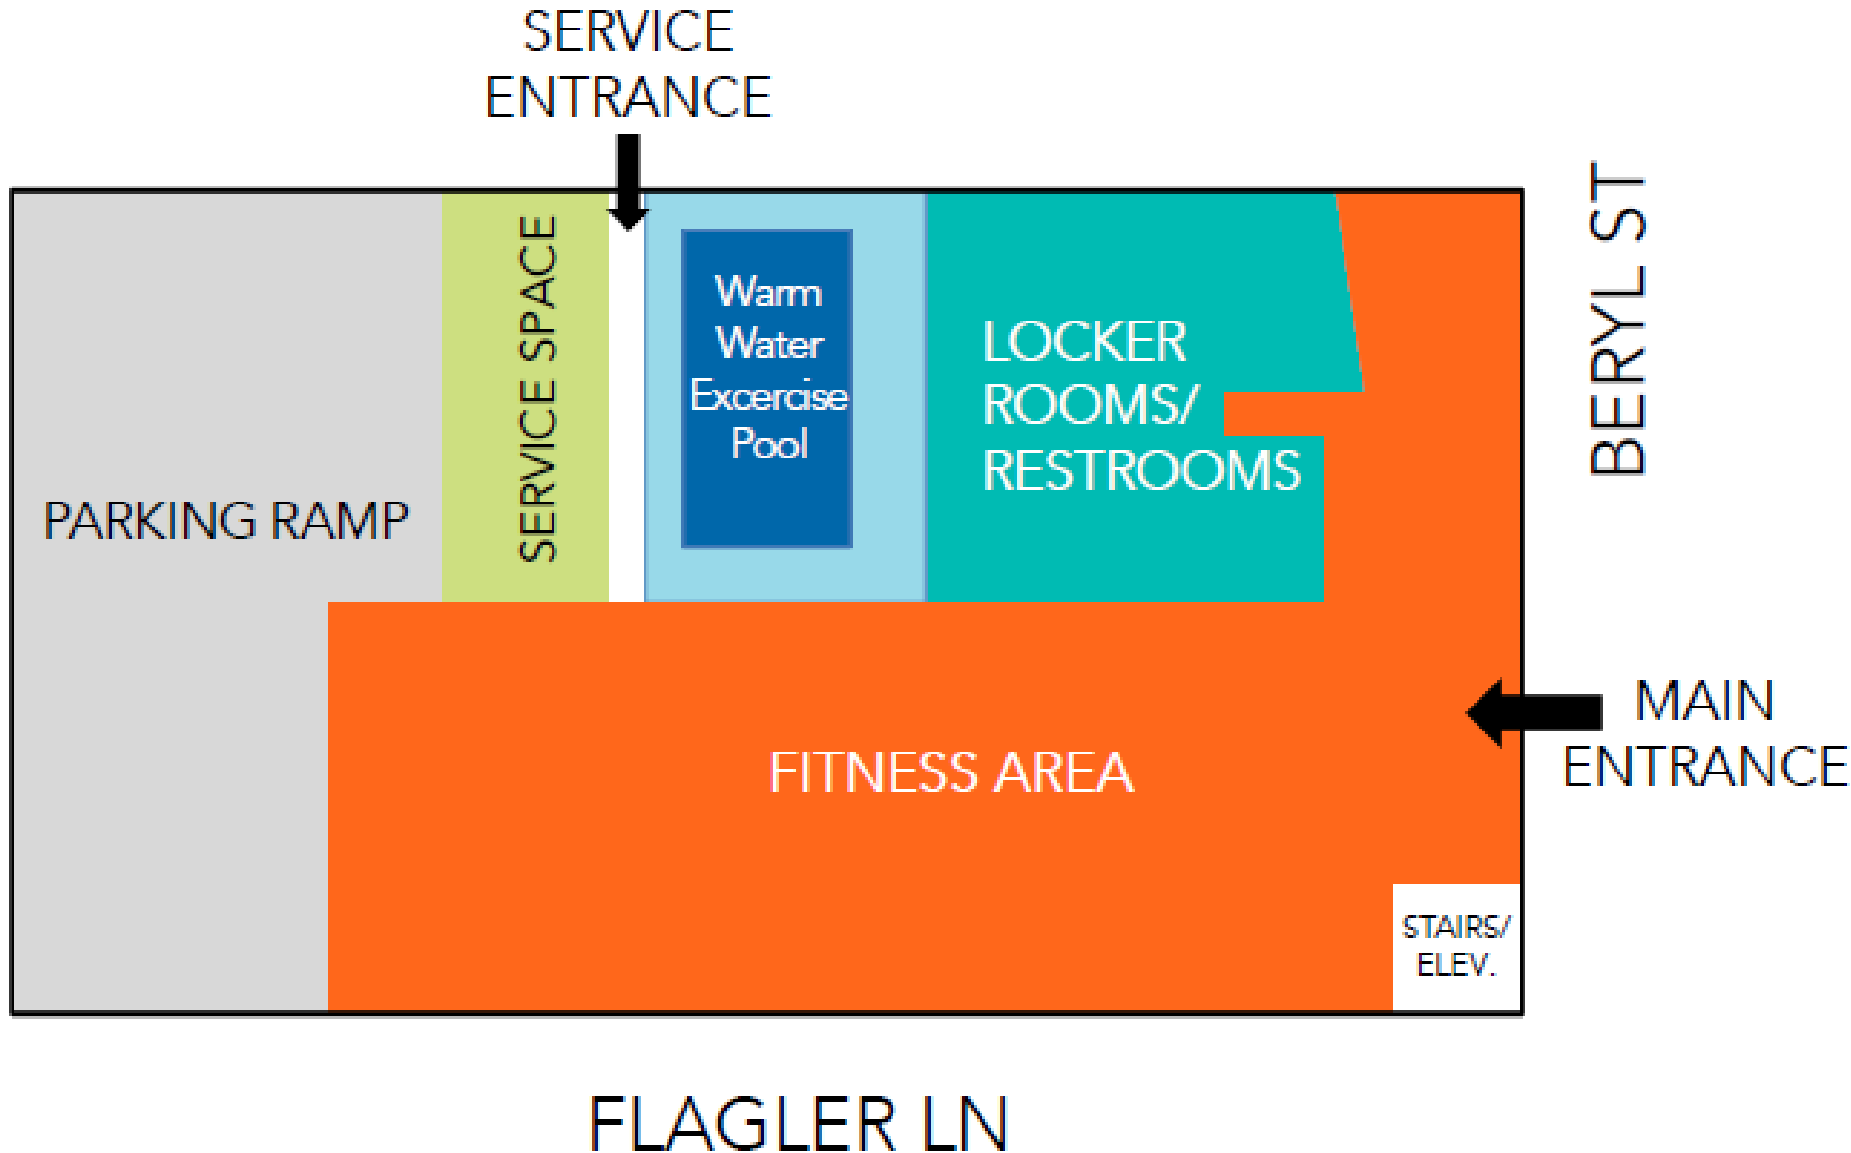 SERVICE
ENTRANCE
BERYL ST
SERVICE SPACE
Warm
Water
Excercise
Pool
LOCKER
ROOMS/
RESTROOMS
PARKING RAMP
MAIN
ENTRANCE
FITNESS AREA
STAIRS/
ELEV.
FLAGLER LN